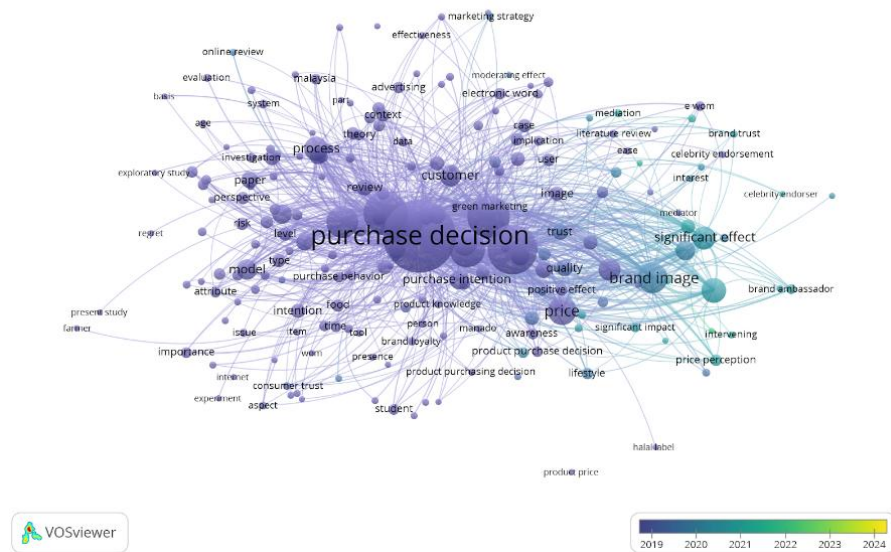 marketing strategy
effectiveness
online review
moderating effect
evaluation
malaysia
advertising
electronic word
basis
system
part
context
mediation
e wom
age
theory
data
case
implication
literature review
brand trust
process
ease
celebrity endorsement
investigation
user
exploratory study
paper
review
customer
interest
perspective
image
celebrity endorser
green marketing
mediator
risk
regret
level
purchase decision
trust
significant effect
type
model
quality
purchase behavior
purchase intention
brand image
attribute
positive effect
brand ambassador
present study
intention
food
product knowledge
price
farmer
issue
item
time
tool
person
manado
awareness
significant impact
intervening
brand loyalty
importance
wom
presence
product purchase decision
price perception
internet
consumer trust
product purchasing decision
lifestyle
experiment
aspect
student
halal label
product price
VOSviewer
2019 2020 2021 2022 2023 2024